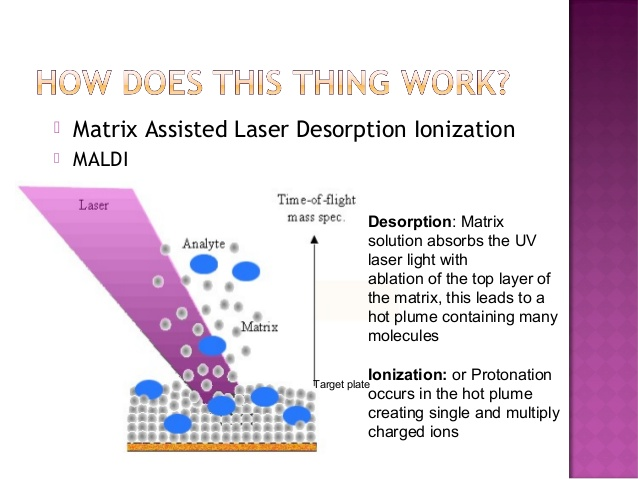 HOW DOES THIS THING WORK?
Matrix Assisted Laser Desorption Ionization
MALDI
Laser
Time-of-flight
mass spec.
Analyte
Matrix
Target plate
Desorption: Matrix
solution absorbs the UV
laser light with
ablation of the top layer of
the matrix, this leads to a
hot plume containing many
molecules
Ionization: or Protonation
occurs in the hot plume
creating single and multiply
charged ions